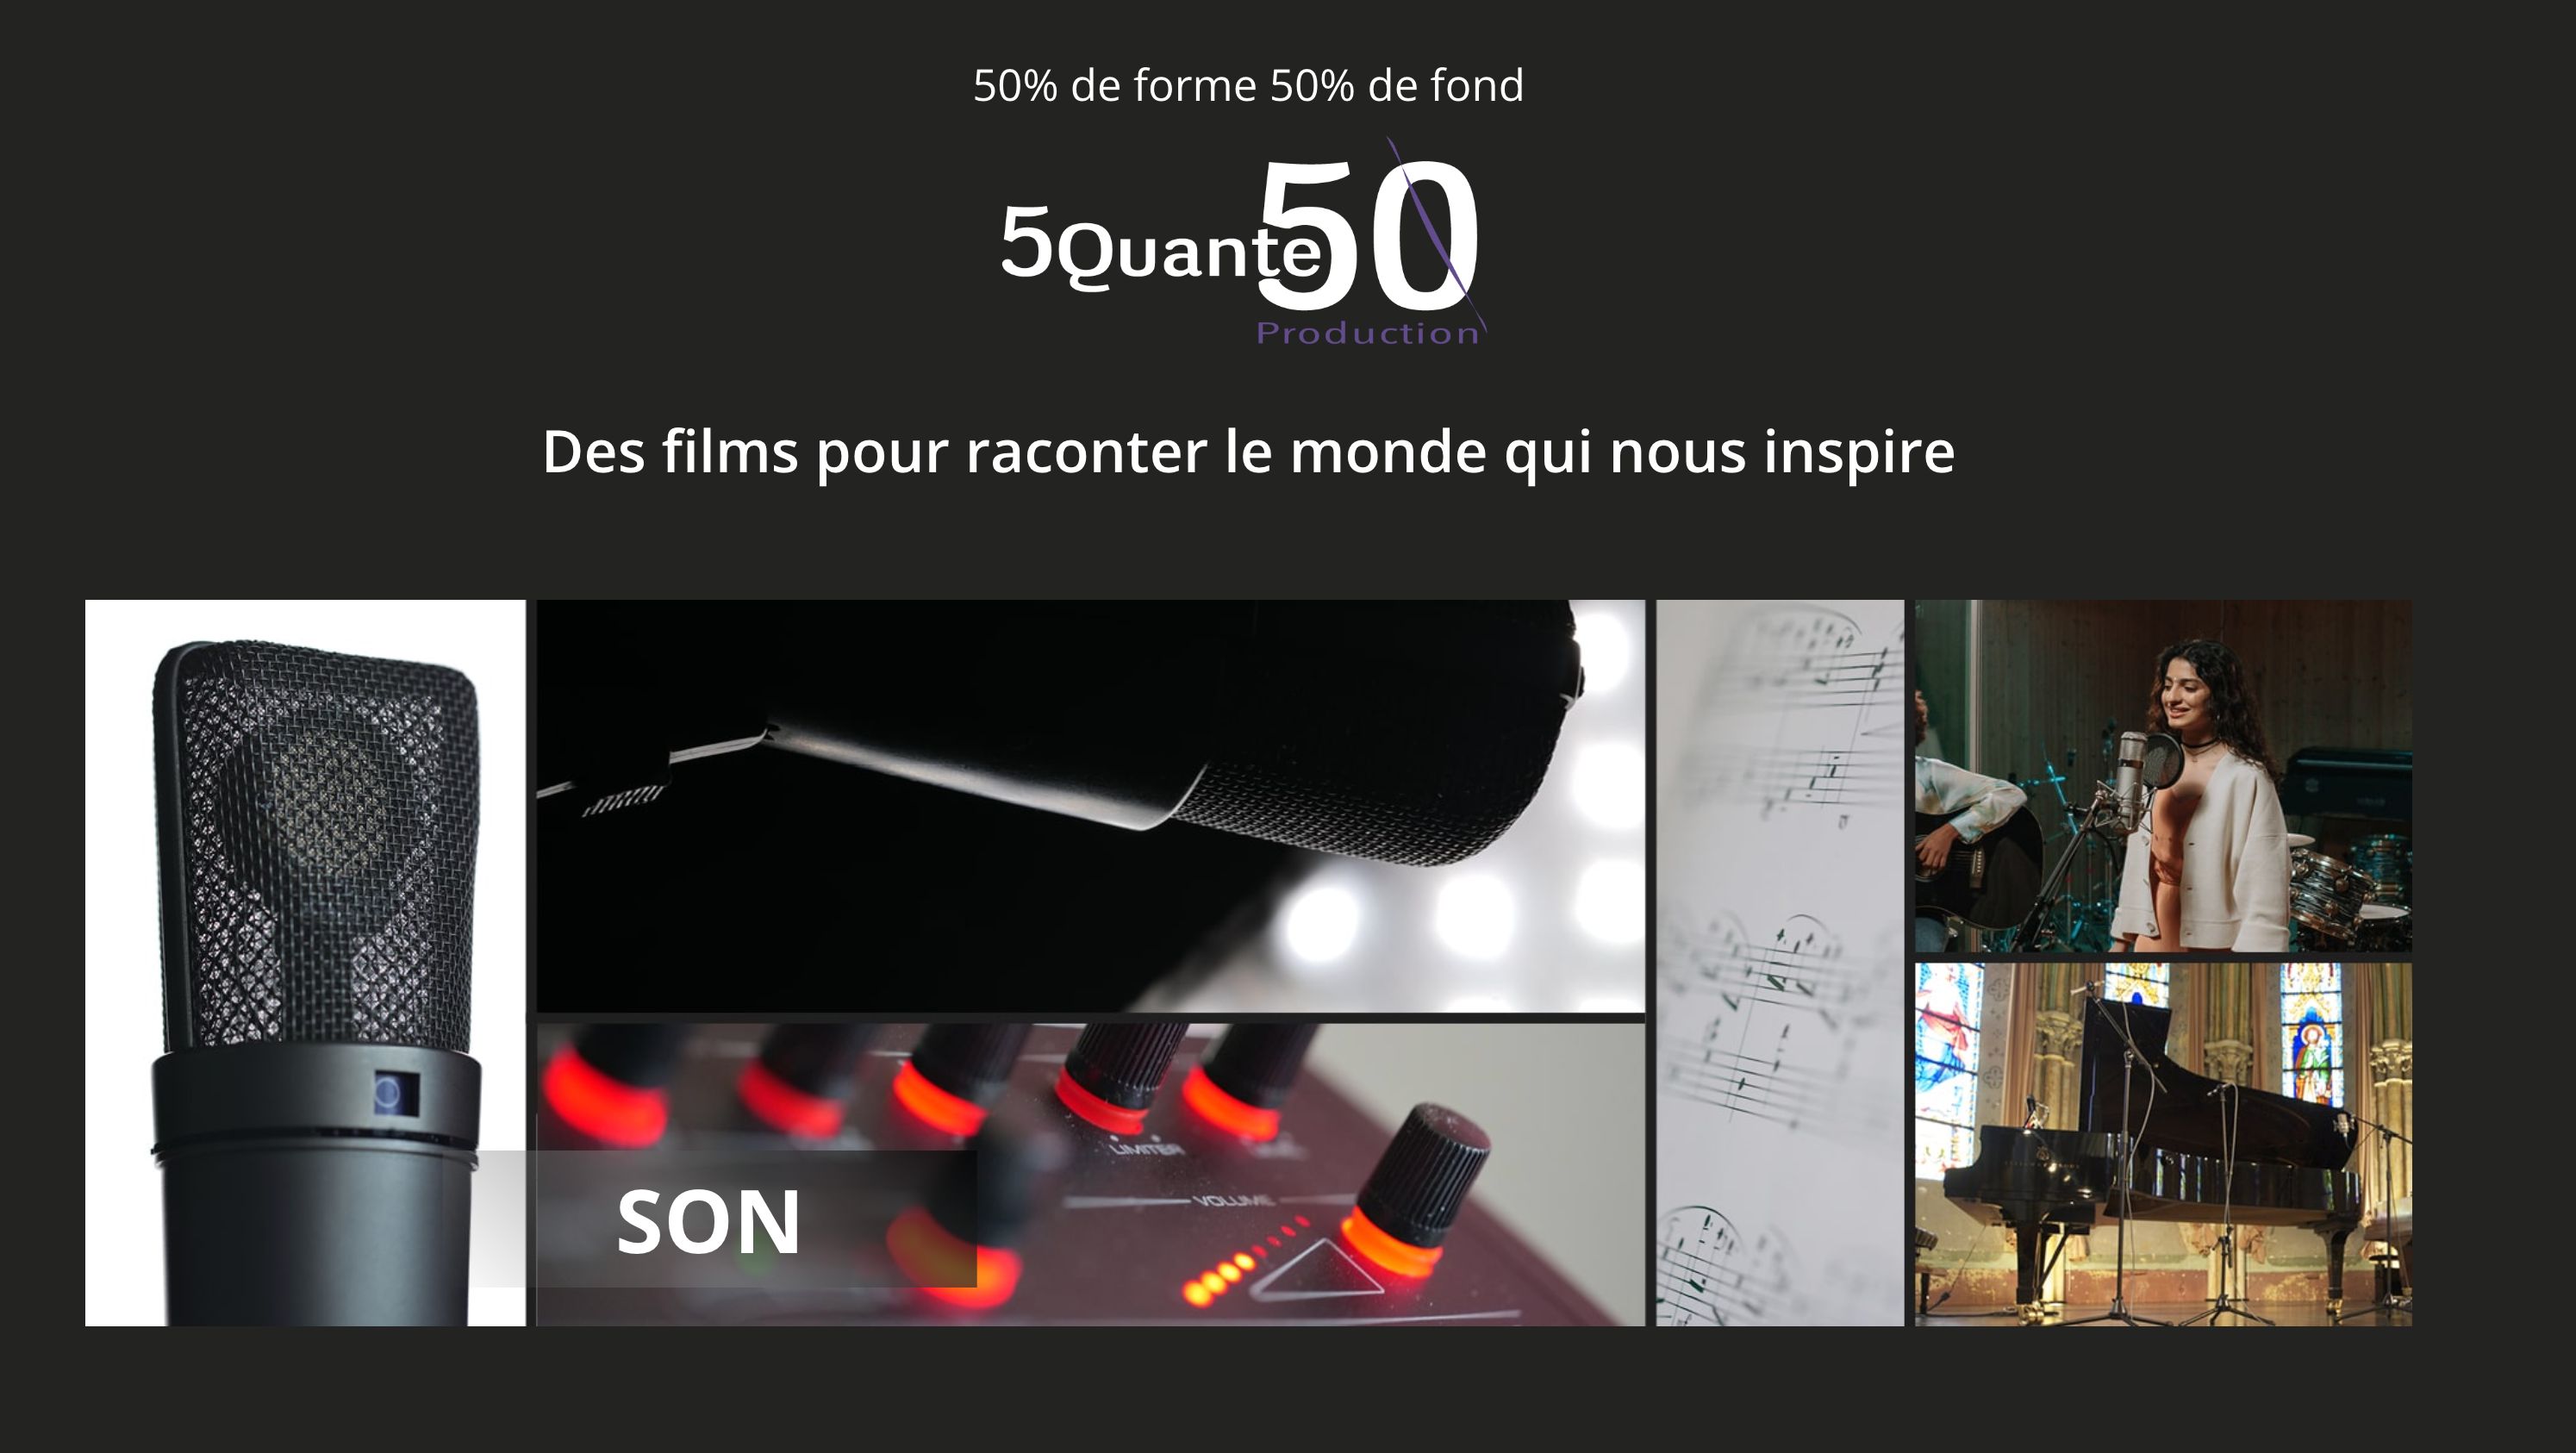 50% de forme 50% de fond
5Quante50
Production
Des films pour raconter le monde qui nous inspire
LIMITER
VOLUME
SON